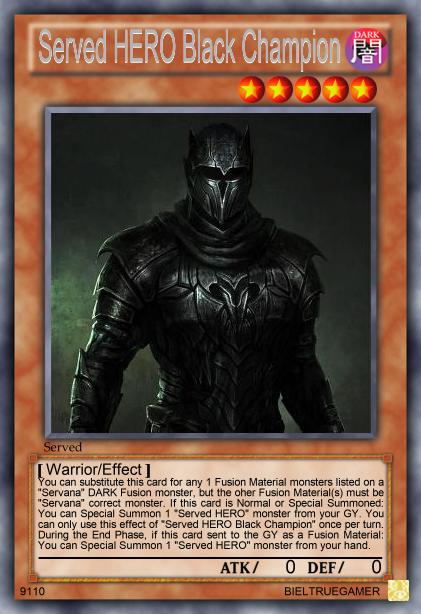 Served HERO Black Champion
DARK
闇
Served
[ Warrior/Effect ]
You can substitute this card for any 1 Fusion Material monsters listed on a
"Servana" DARK Fusion monster, but the oher Fusion Material(s) must be
"Servana" correct monster. If this card is Normal or Special Summoned:
You can Special Summon 1 "Served HERO" monster from your GY. You
can only use this effect of "Served HERO Black Champion" once per turn.
During the End Phase, if this card sent to the GY as a Fusion Material:
You can Special Summon 1 "Served HERO" monster from your hand.
ATK/ 0 DEF/ 0
9110 BIELTRUEGAMER